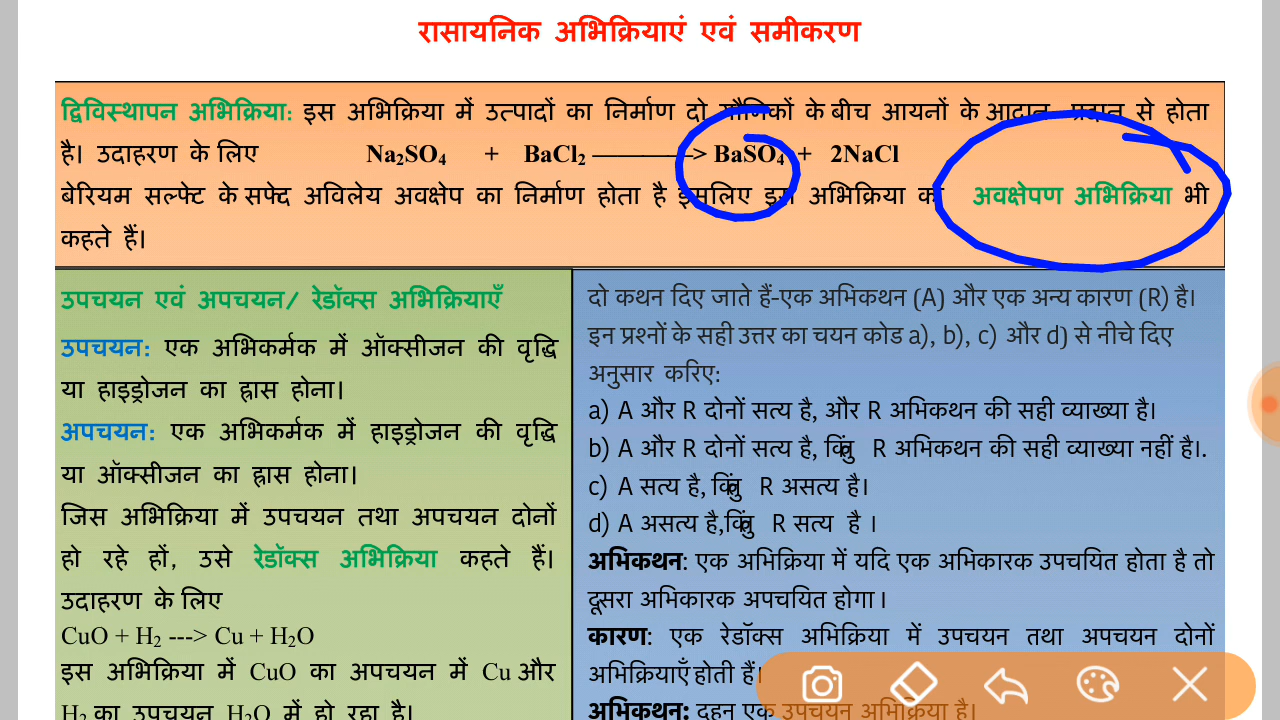 रासायनिक अभिक्रियाएं एवं समीकरण
द्विविस्थापन अभिक्रिया: इस अभिक्रिया में उत्पादों का निर्माण दो यौगिकों के बीच आयनों के आदान प्रदान से होता
है। उदाहरण के लिए Na₂SO₄ + BaCl₂ ————> BaSO₄ + 2NaCl
बेरियम सल्फेट के सफेद अविलेय अवक्षेप का निर्माण होता है इसलिए इस अभिक्रिया को अवक्षेपण अभिक्रिया भी
कहते हैं।
उपचयन एवं अपचयन/ रेडॉक्स अभिक्रियाएँ
उपचयन: एक अभिकर्मक में ऑक्सीजन की वृद्धि
या हाइड्रोजन का ह्रास होना।
अपचयन: एक अभिकर्मक में हाइड्रोजन की वृद्धि
या ऑक्सीजन का ह्रास होना।
जिस अभिक्रिया में उपचयन तथा अपचयन दोनों
हो रहे हों, उसे रेडॉक्स अभिक्रिया कहते हैं।
उदाहरण के लिए
CuO + H₂ ---> Cu + H₂O
इस अभिक्रिया में CuO का अपचयन में Cu और
H₂ का उपचयन H₂O में हो रहा है।
दो कथन दिए जाते हैं-एक अभिकथन (A) और एक अन्य कारण (R) है।
इन प्रश्नों के सही उत्तर का चयन कोड a), b), c) और d) से नीचे दिए
अनुसार करिए:
a) A और R दोनों सत्य है, और R अभिकथन की सही व्याख्या है।
b) A और R दोनों सत्य है, किंतु R अभिकथन की सही व्याख्या नहीं है।.
c) A सत्य है, किंतु R असत्य है।
d) A असत्य है,किंतु R सत्य है ।
अभिकथन: एक अभिक्रिया में यदि एक अभिकारक उपचयित होता है तो
दूसरा अभिकारक अपचयित होगा ।
कारण: एक रेडॉक्स अभिक्रिया में उपचयन तथा अपचयन दोनों
अभिक्रियाएँ होती हैं।
अभिकथन: दहन एक उपचयन अभिक्रिया है।